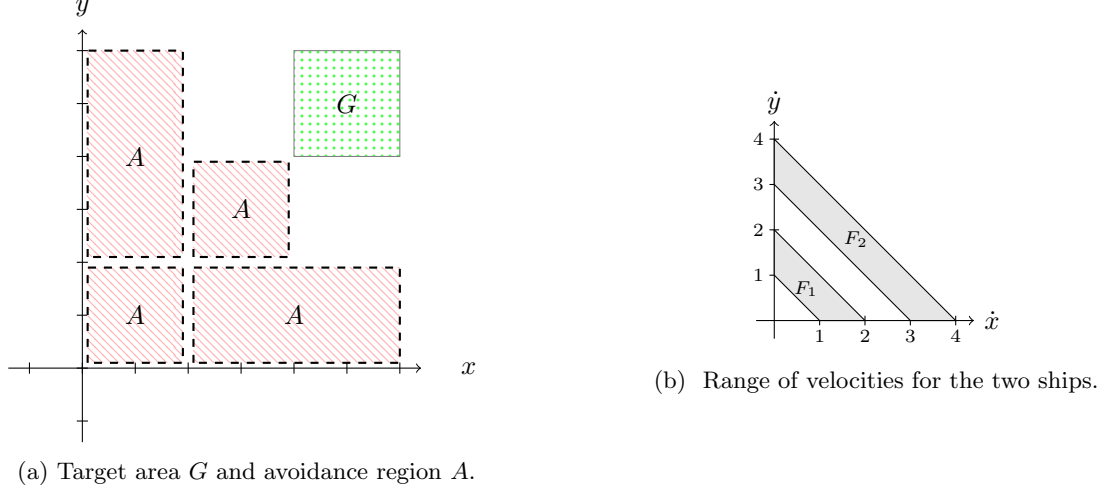 y
G
A
A
A
A
x
(a) Target area G and avoidance region A.
ẏ
4
3
F₂
2
1
F₁
1 2 3 4 ẋ
(b) Range of velocities for the two ships.